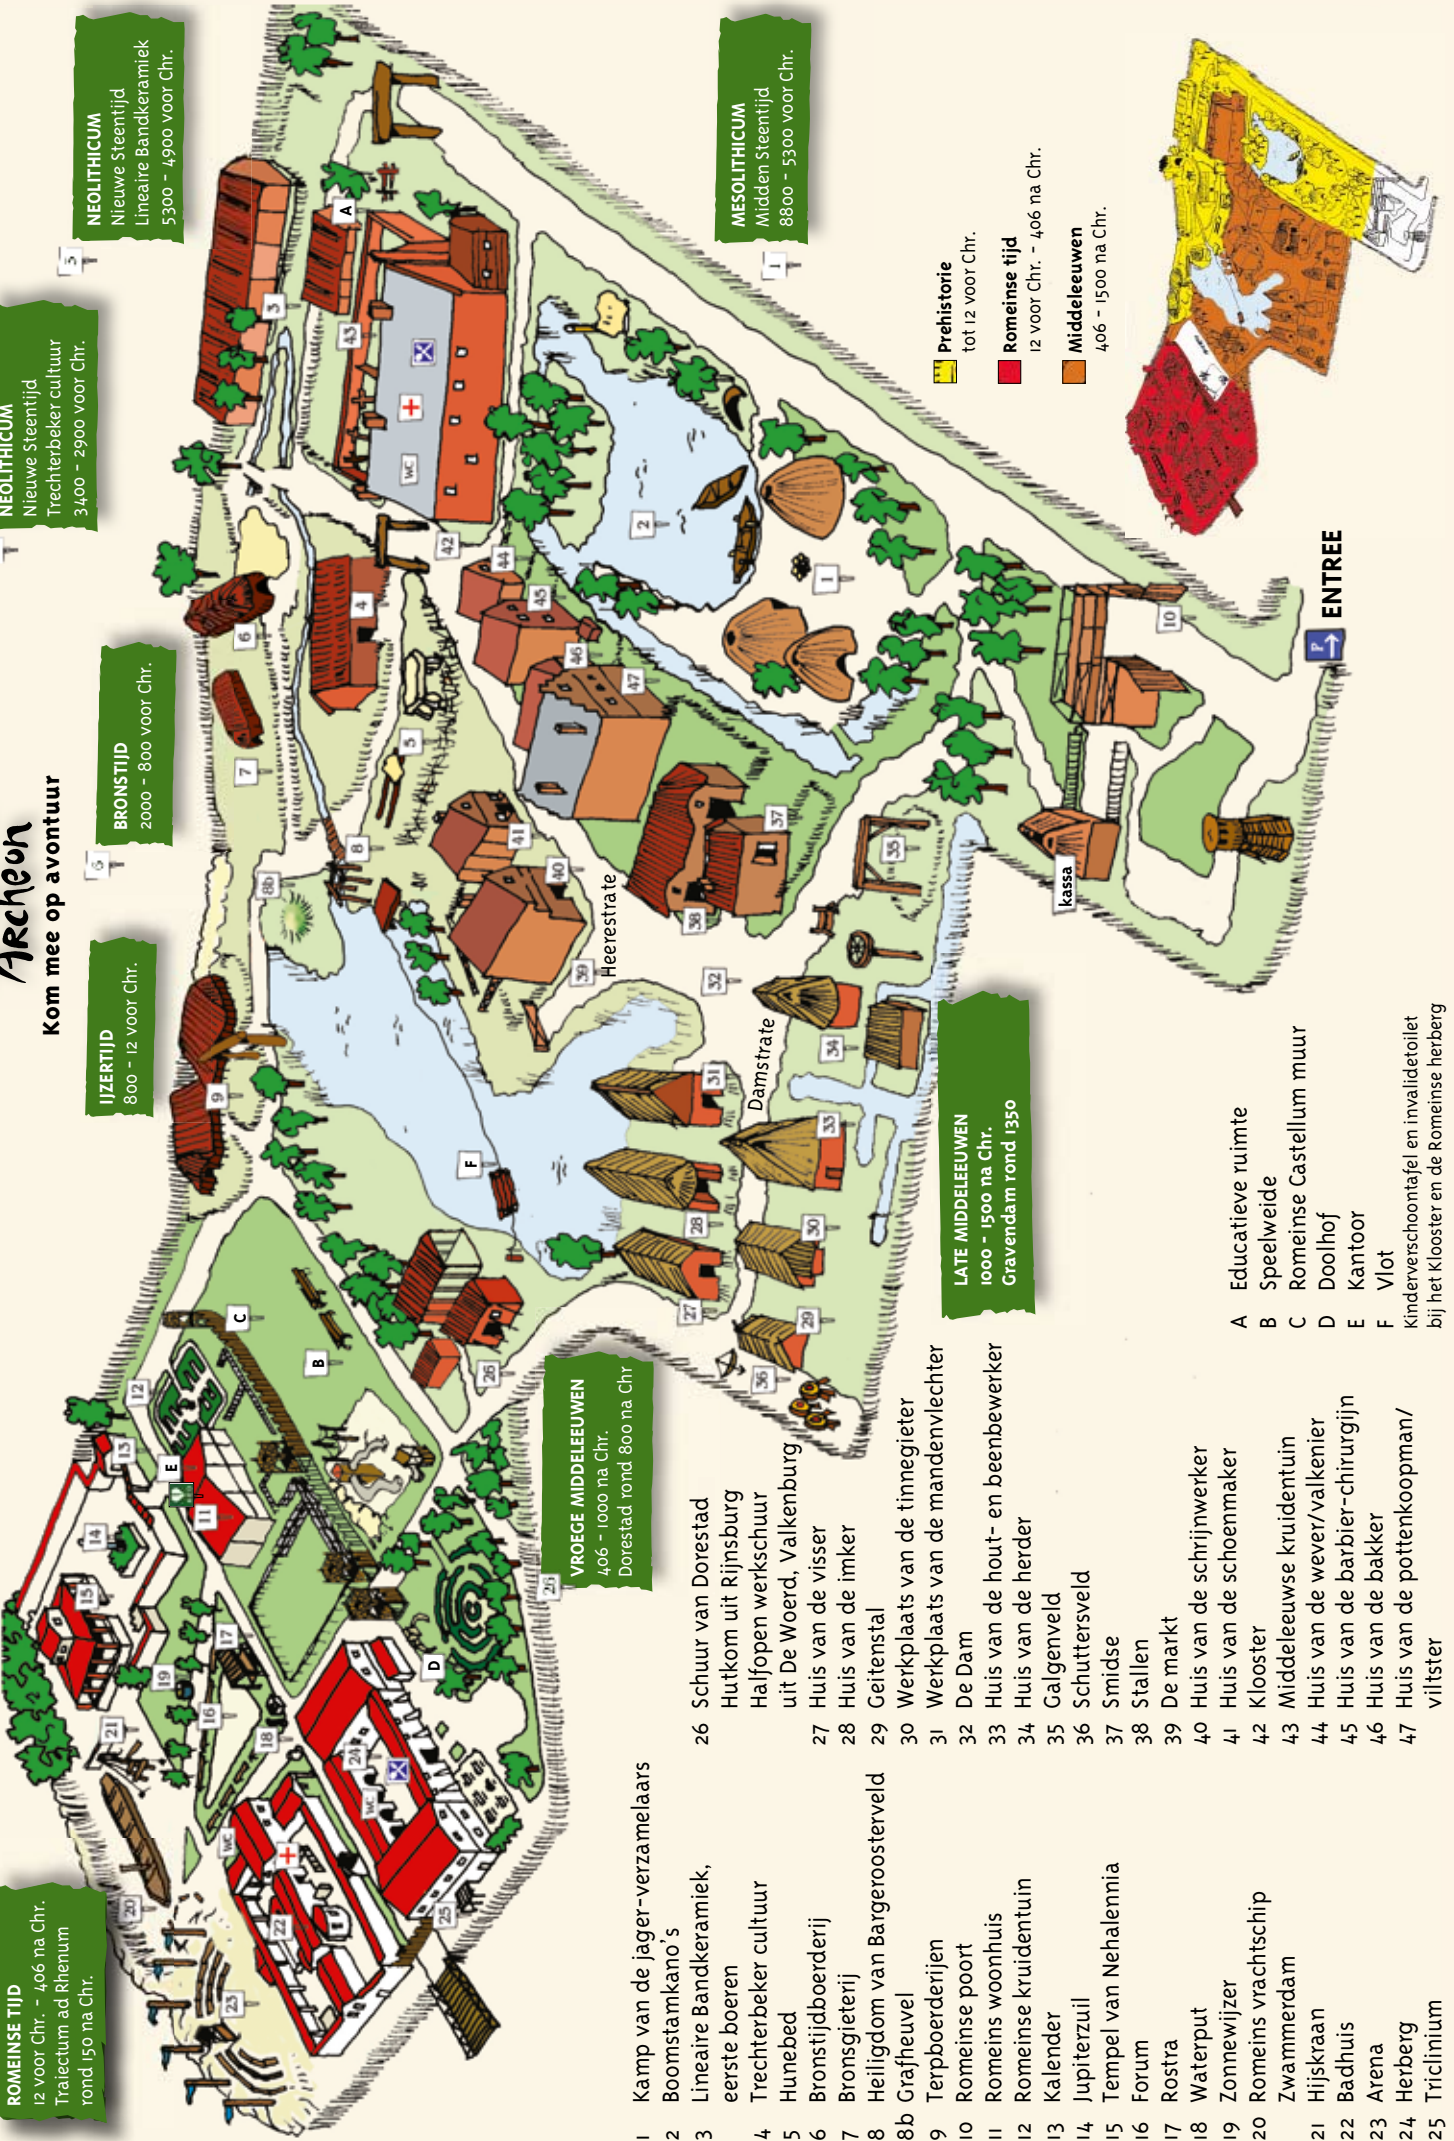 Archeon
Kom mee op avontuur
ROMEINSE TIJD
12 voor Chr. - 406 na Chr.
Traiectum ad Rhenum
rond 150 na Chr.
IJZERTIJD
800 - 12 voor Chr.
BRONSTIJD
2000 - 800 voor Chr.
NEOLITHICUM
Nieuwe Steentijd
Trechterbeker cultuur
3400 - 2900 voor Chr.
NEOLITHICUM
Nieuwe Steentijd
Lineaire Bandkeramiek
5300 - 4900 voor Chr.
MESOLITHICUM
Midden Steentijd
8800 - 5300 voor Chr.
VROEGE MIDDELEEUWEN
406 - 1000 na Chr.
Dorestad rond 800 na Chr
LATE MIDDELEEUWEN
1000 - 1500 na Chr.
Gravendam rond 1350
Heerestrate
Damstrate
kassa
P
ENTREE
WC
WC
WC
Prehistorie
tot 12 voor Chr.
Romeinse tijd
12 voor Chr. - 406 na Chr.
Middeleeuwen
406 - 1500 na Chr.
1 Kamp van de jager-verzamelaars
2 Boomstamkano's
3 Lineaire Bandkeramiek,
eerste boeren
4 Trechterbeker cultuur
5 Hunebed
6 Bronstijdboerderij
7 Bronsgieterij
8 Heiligdom van Bargeroosterveld
8b Grafheuvel
9 Terpboerderijen
10 Romeinse poort
11 Romeins woonhuis
12 Romeinse kruidentuin
13 Kalender
14 Jupiterzuil
15 Tempel van Nehalennia
16 Forum
17 Rostra
18 Waterput
19 Zonnewijzer
20 Romeins vrachtschip
Zwammerdam
21 Hijskraan
22 Badhuis
23 Arena
24 Herberg
25 Triclinium
26 Schuur van Dorestad
Hutkom uit Rijnsburg
Halfopen werkschuur
uit De Woerd, Valkenburg
27 Huis van de visser
28 Huis van de imker
29 Geitenstal
30 Werkplaats van de tinnegieter
31 Werkplaats van de mandenvlechter
32 De Dam
33 Huis van de hout- en beenbewerker
34 Huis van de herder
35 Galgenveld
36 Schuttersveld
37 Smidse
38 Stallen
39 De markt
40 Huis van de schrijnwerker
41 Huis van de schoenmaker
42 Klooster
43 Middeleeuwse kruidentuin
44 Huis van de wever/valkenier
45 Huis van de barbier-chirurgijn
46 Huis van de bakker
47 Huis van de pottenkoopman/
viltster
A Educatieve ruimte
B Speelweide
C Romeinse Castellum muur
D Doolhof
E Kantoor
F Vlot
Kinderverschoontafel en invalidetoilet
bij het Klooster en de Romeinse herberg